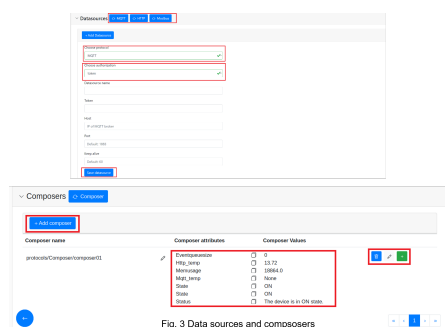 Datasources MQTT HTTP Modbus
+Add Datasource
Choose protocol
MQTT
Choose authorization
token
Datasource name
Token
Host
IP of MQTT broker
Port
Default: 1883
Keep alive
Default: 60
Save datasource
Composers Composer
+ Add composer
Composer name Composer attributes Composer Values
protocols/Composer/composer01
Eventqueuesize 0
Http_temp 13.72
Memusage 18864.0
Mqtt_temp None
State ON
State ON
Status The device is in ON state.
« ‹ 1 › »
Fig. 3 Data sources and compsosers